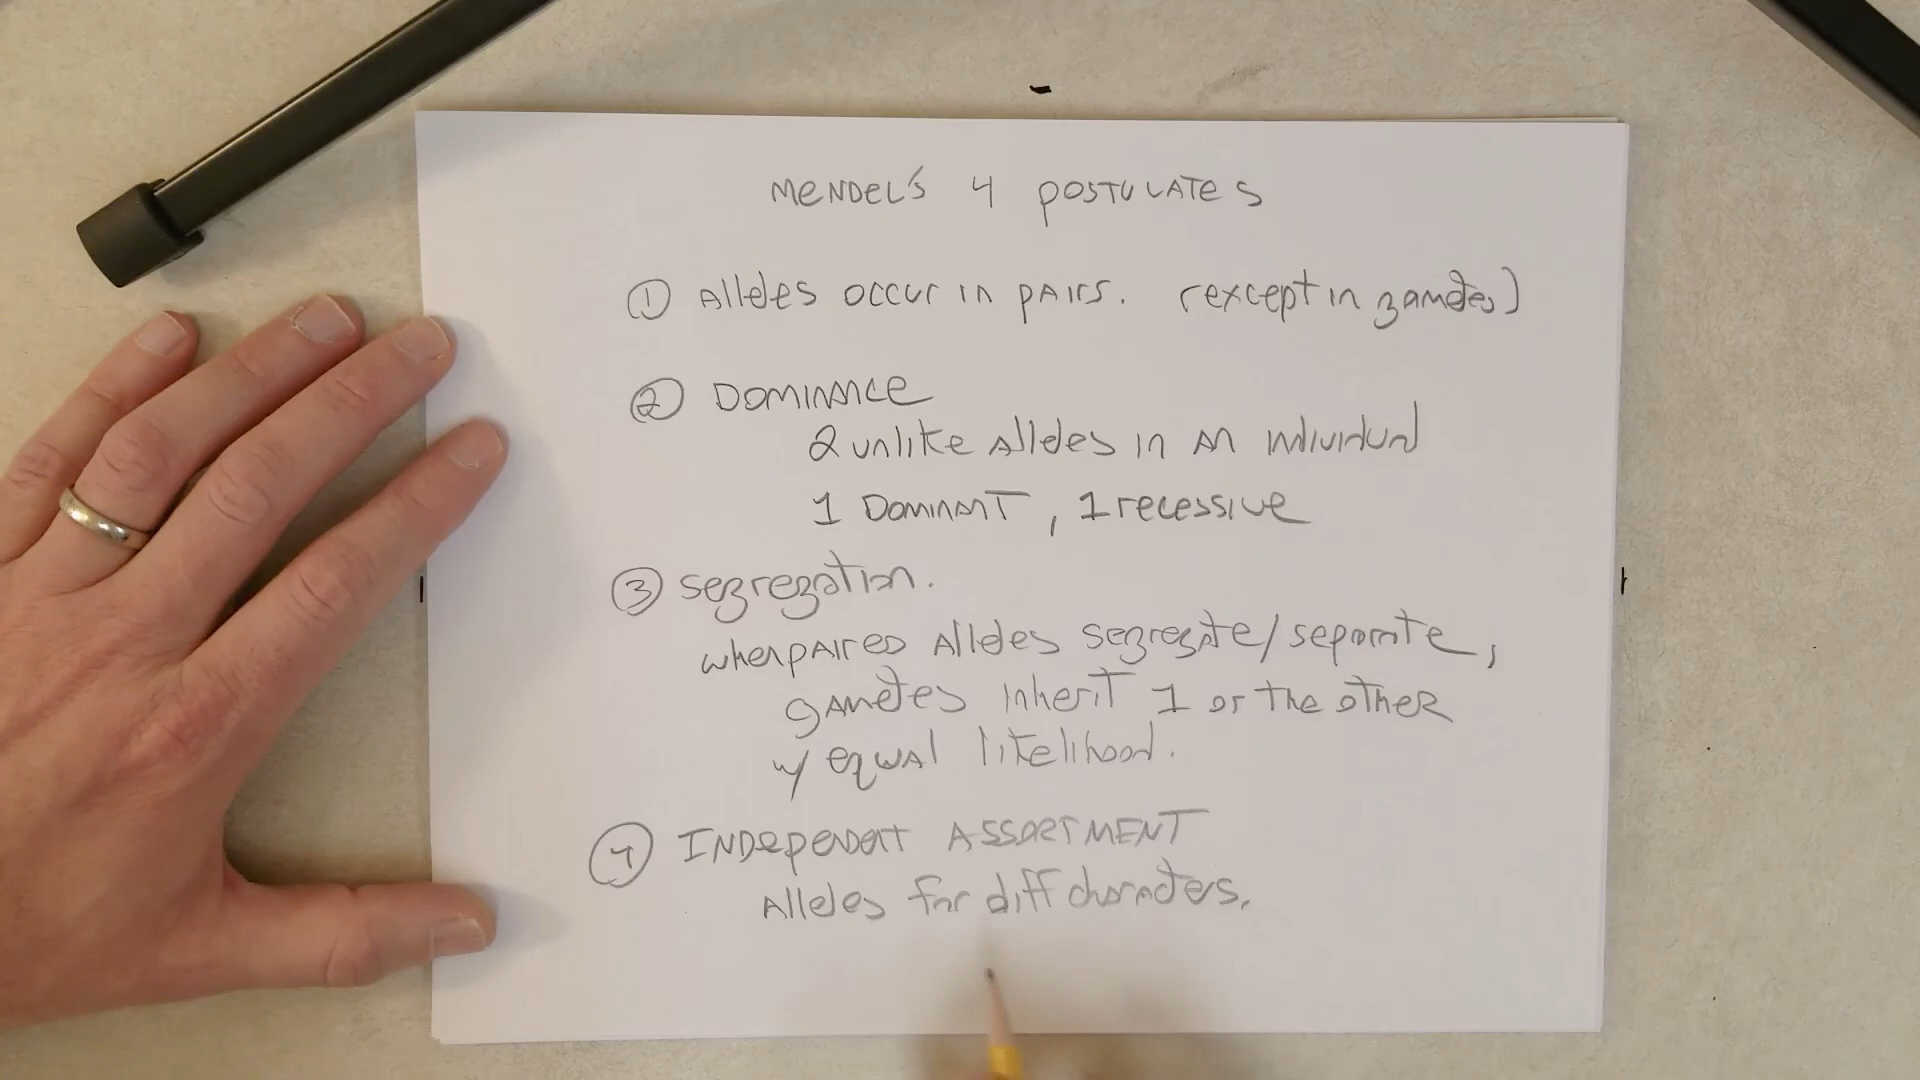 MENDEL'S 4 POSTULATES
① Alleles occur in pairs. (except in gametes)
② Dominance
2 unlike alleles in an individual
1 Dominant, 1 recessive
③ segregation.
when paired alleles segregate/separate,
gametes inherit 1 or the other
w/ equal likelihood.
④ INDEPENDENT ASSORTMENT
Alleles for diff characters.